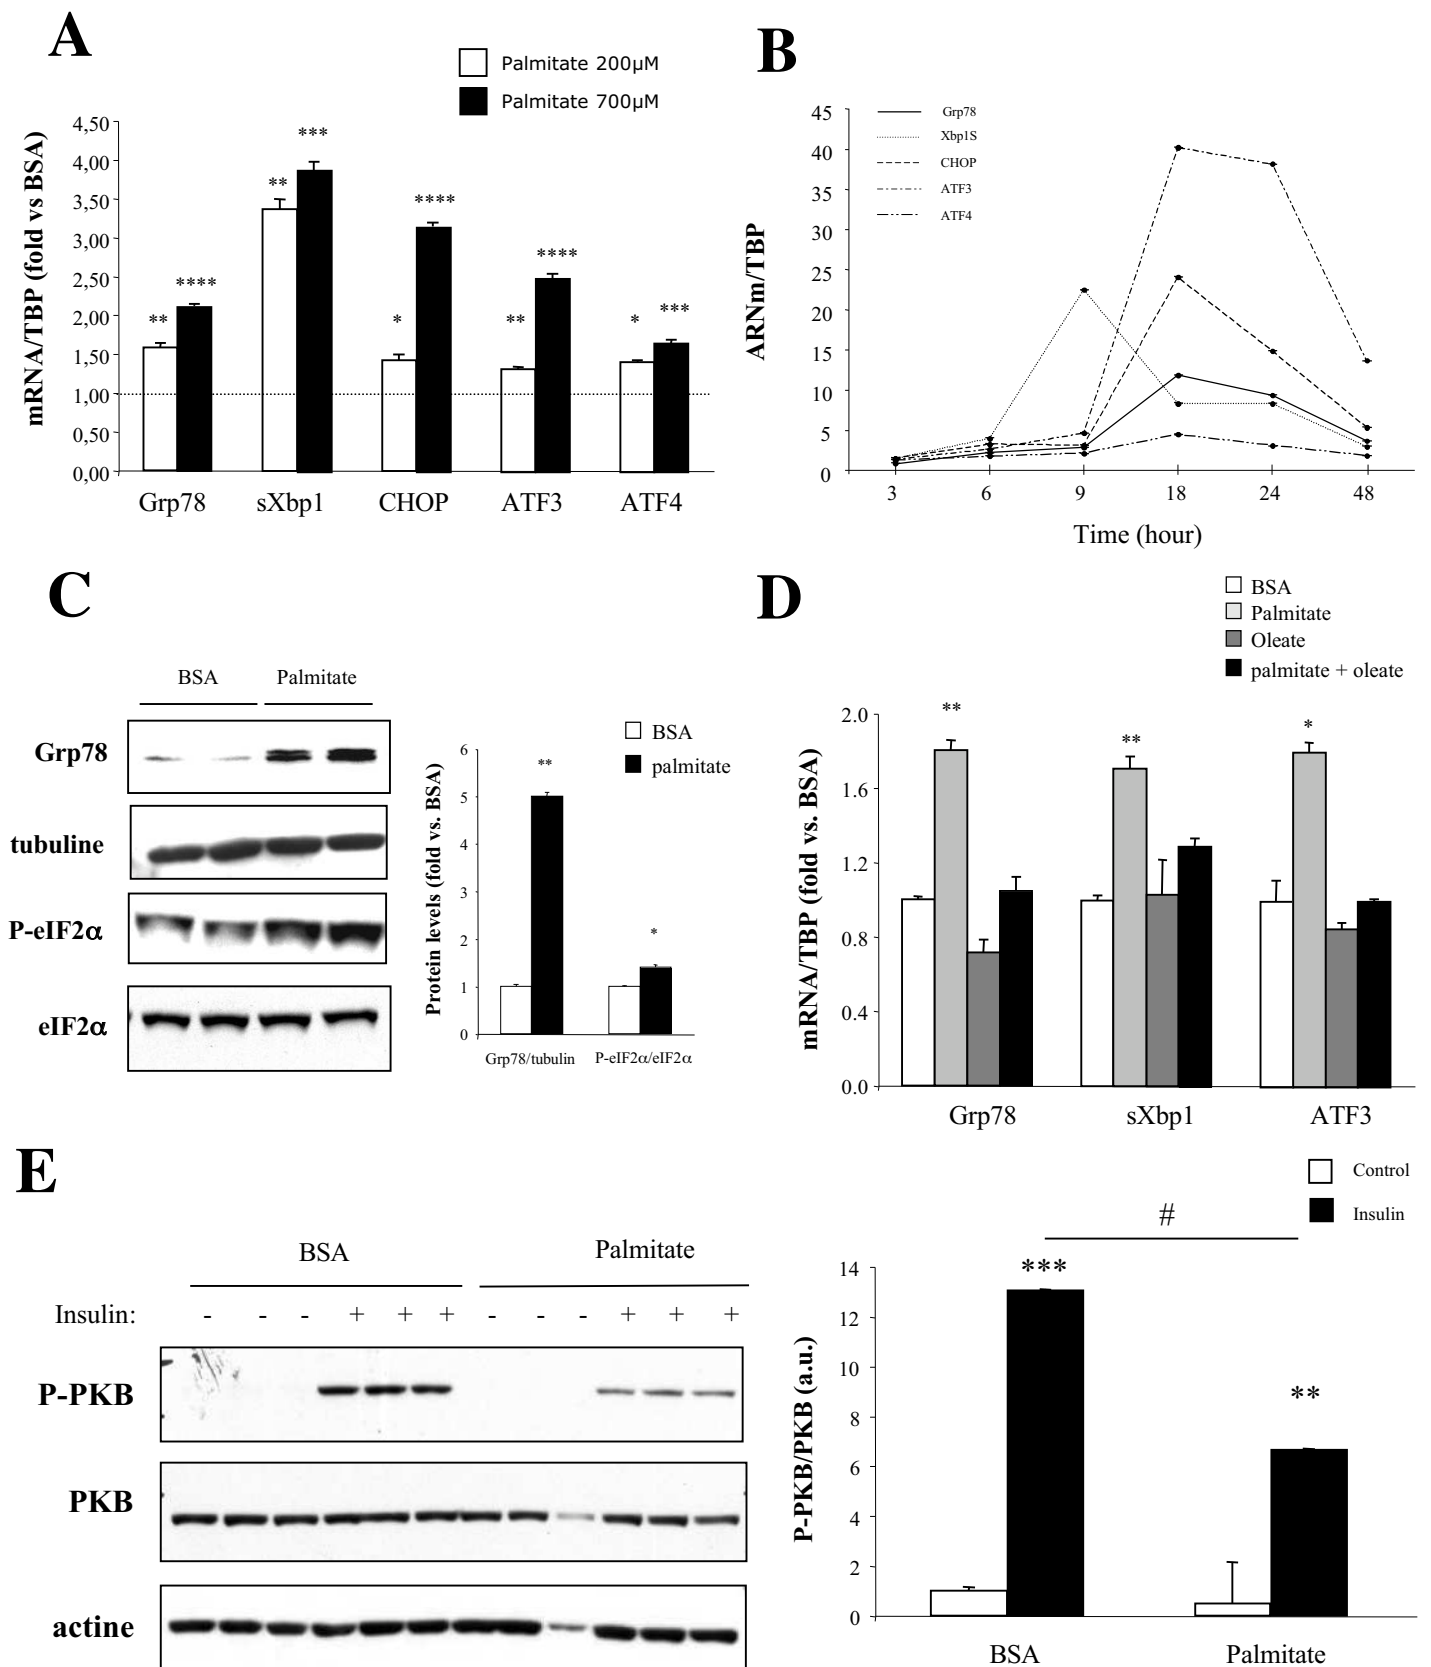 A
Palmitate 200µM
Palmitate 700µM
mRNA/TBP (fold vs BSA)
4,50
4,00
3,50
3,00
2,50
2,00
1,50
1,00
0,50
0,00
** **** ** *** * **** ** **** * ***
Grp78 sXbp1 CHOP ATF3 ATF4
B
Grp78
Xbp1S
CHOP
ATF3
ATF4
ARNm/TBP
45
40
35
30
25
20
15
10
5
0
3 6 9 18 24 48
Time (hour)
C
BSA Palmitate
Grp78
tubuline
P-eIF2α
eIF2α
BSA
palmitate
Protein levels (fold vs. BSA)
6
5
4
3
2
1
0
** *
Grp78/tubulin P-eIF2α/eIF2α
D
BSA
Palmitate
Oleate
palmitate + oleate
mRNA/TBP (fold vs. BSA)
2.0
1.6
1.2
0.8
0.4
0.0
** ** *
Grp78 sXbp1 ATF3
E
BSA Palmitate
Insulin: - - - + + + - - - + + +
P-PKB
PKB
actine
Control
Insulin
#
P-PKB/PKB (a.u.)
14
12
10
8
6
4
2
0
*** **
BSA Palmitate